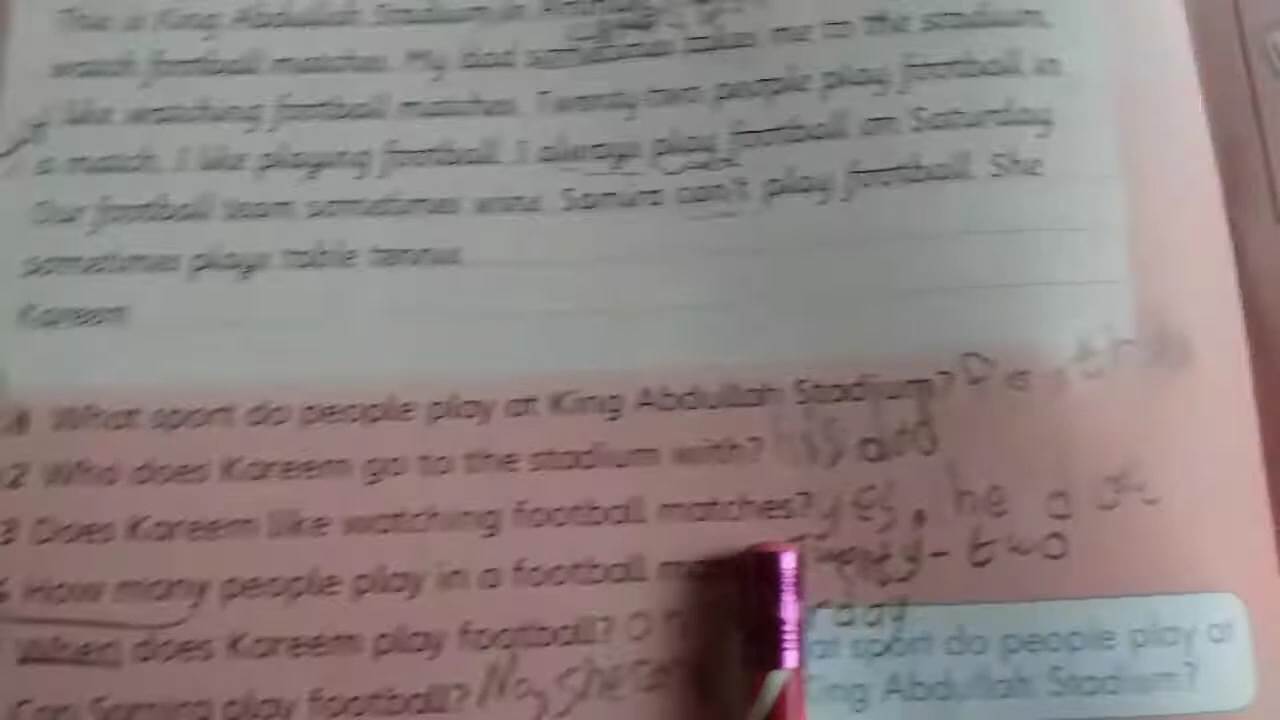 This is King Abdullah Stadium in
watch football matches. My dad sometimes takes me to the stadium.
I like watching football matches. Twenty-two people play football in
a match. I like playing football. I always play football on Saturday
Our football team sometimes wins. Samira can't play football. She
sometimes plays table tennis.
Kareem
What sport do people play at King Abdullah Stadium?
2 Who does Kareem go to the stadium with?
3 Does Kareem like watching football matches? yes, he
How many people play in a football Twenty-two
When does Kareem play football?
Can Samira play football? No, she
at sport do people play at
ing Abdullah Stadium?